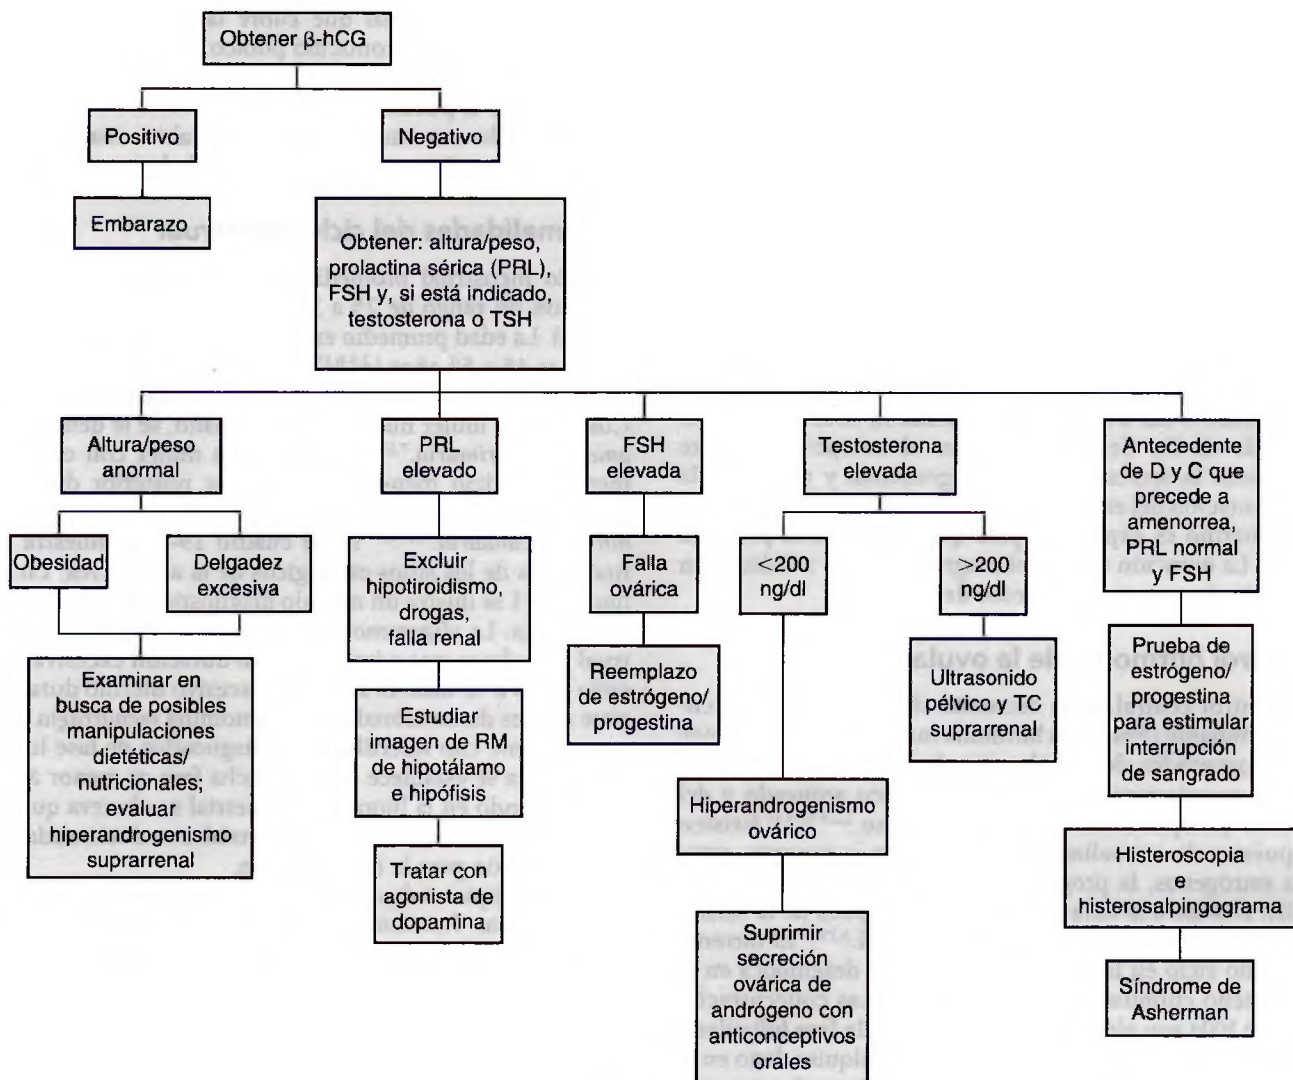 Obtener β-hCG
Positivo
Negativo
Embarazo
Obtener: altura/peso,
prolactina sérica (PRL),
FSH y, si está indicado,
testosterona o TSH
Altura/peso
anormal
PRL
elevado
FSH
elevada
Testosterona
elevada
Antecedente
de D y C que
precede a
amenorrea,
PRL normal
y FSH
Obesidad
Delgadez
excesiva
Excluir
hipotiroidismo,
drogas,
falla renal
Falla
ovárica
<200
ng/dl
>200
ng/dl
Examinar en
busca de posibles
manipulaciones
dietéticas/
nutricionales;
evaluar
hiperandrogenismo
suprarrenal
Estudiar
imagen de RM
de hipotálamo
e hipófisis
Tratar con
agonista de
dopamina
Reemplazo
de estrógeno/
progestina
Hiperandrogenismo
ovárico
Suprimir
secreción
ovárica de
andrógeno con
anticonceptivos
orales
Ultrasonido
pélvico y TC
suprarrenal
Prueba de
estrógeno/
progestina
para estimular
interrupción
de sangrado
Histeroscopia
e
histerosalpingograma
Síndrome de
Asherman